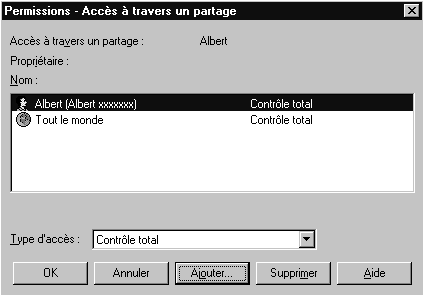 Permissions - Accès à travers un partage
Accès à travers un partage : Albert
Propriétaire :
Nom :
Albert (Albert xxxxxxx) Contrôle total
Tout le monde Contrôle total
Type d'accès : Contrôle total
OK Annuler Ajouter... Supprimer Aide